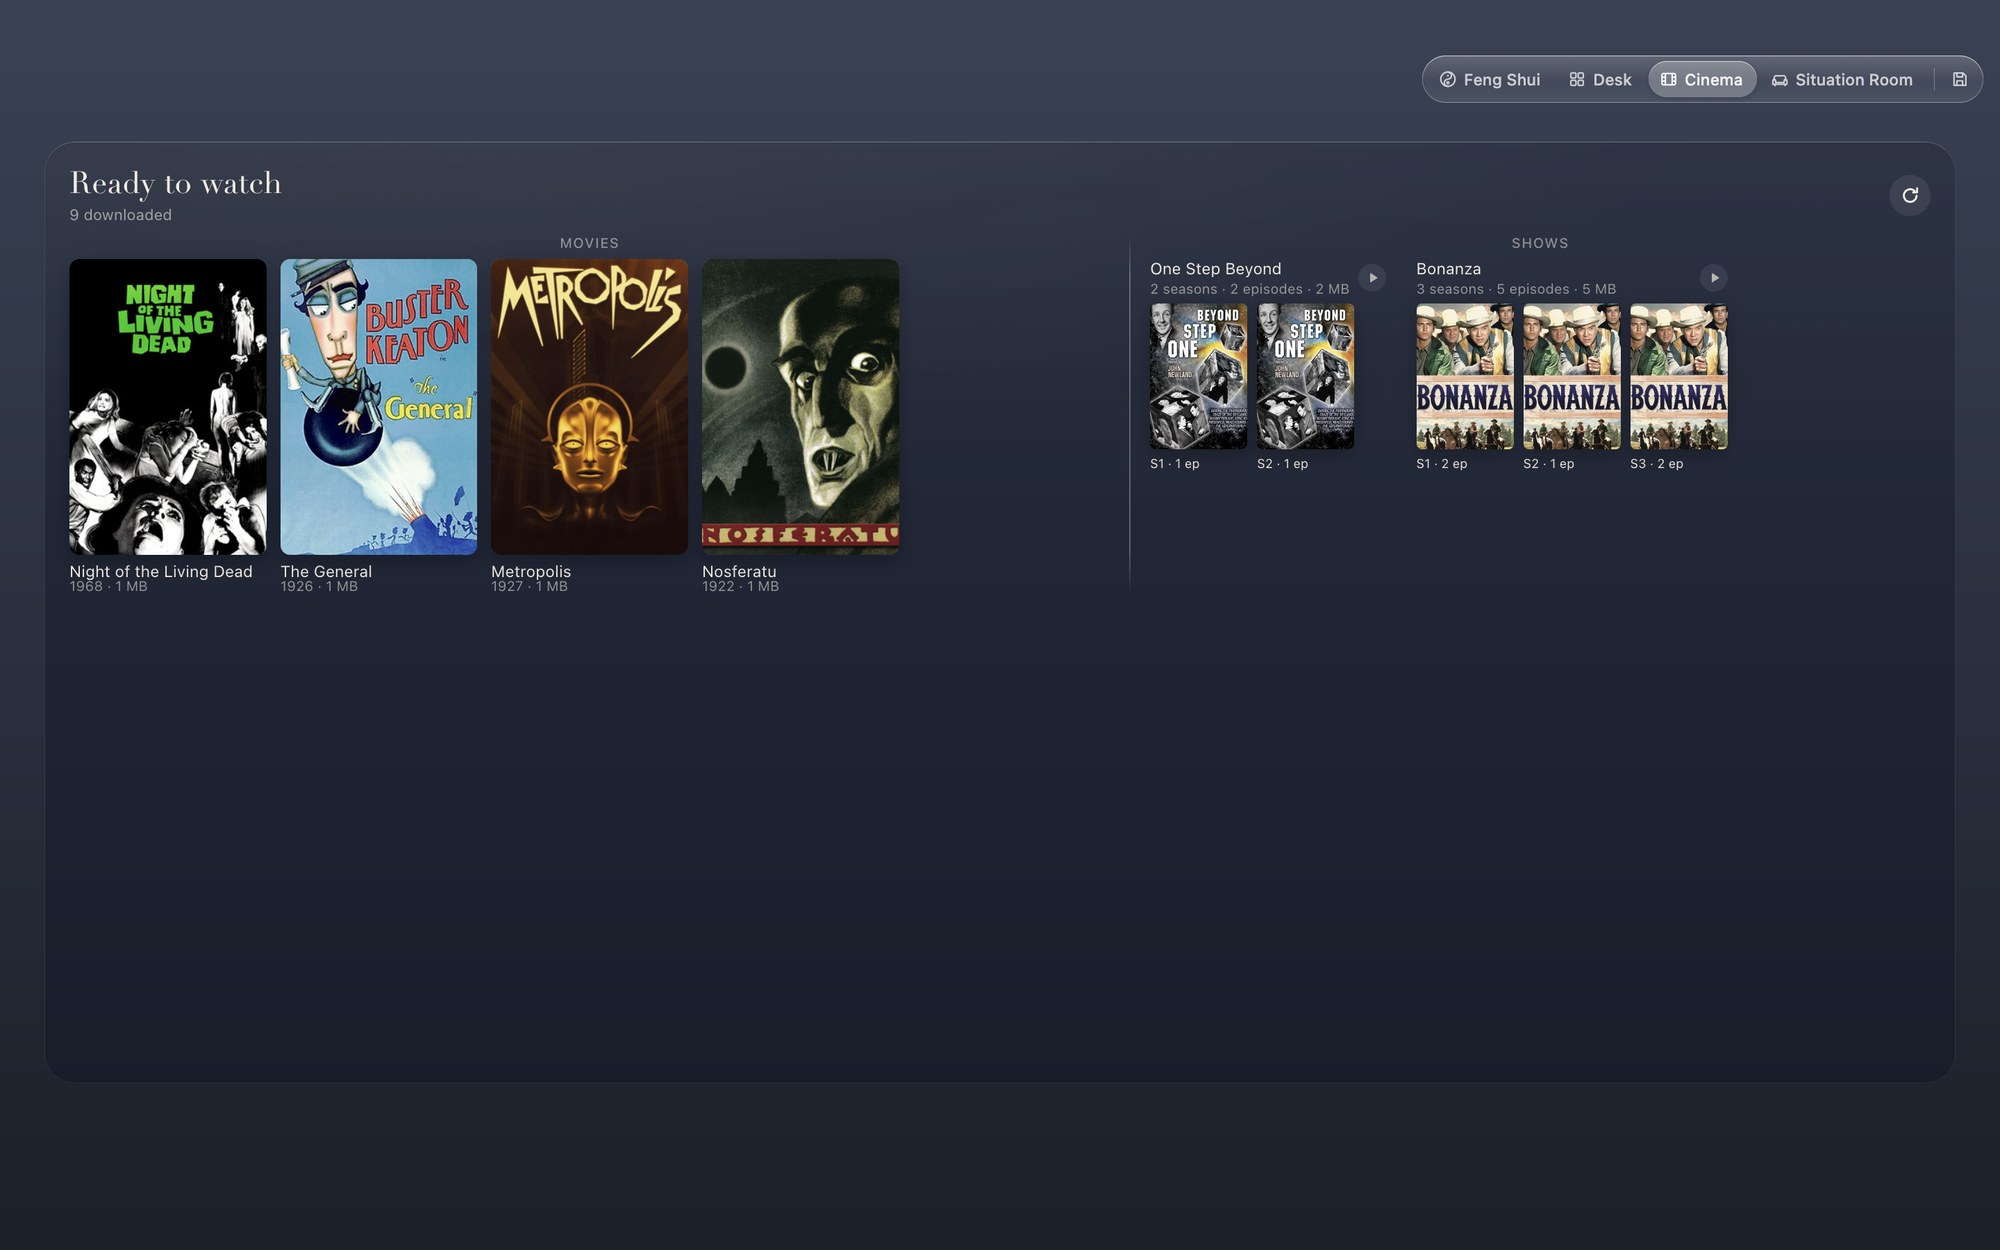 Feng Shui
Desk
Cinema
Situation Room
Ready to watch
9 downloaded
MOVIES
NIGHT
OF THE
LIVING
DEAD
BUSTER
KEATON
"The
General"
METROPOLIS
NOSFERATU
Night of the Living Dead
1968 · 1 MB
The General
1926 · 1 MB
Metropolis
1927 · 1 MB
Nosferatu
1922 · 1 MB
SHOWS
One Step Beyond
2 seasons · 2 episodes · 2 MB
BEYOND
STEP
ONE
JOHN
NEWLAND
BEYOND
STEP
ONE
JOHN
NEWLAND
S1 · 1 ep
S2 · 1 ep
Bonanza
3 seasons · 5 episodes · 5 MB
BONANZA
BONANZA
BONANZA
S1 · 2 ep
S2 · 1 ep
S3 · 2 ep